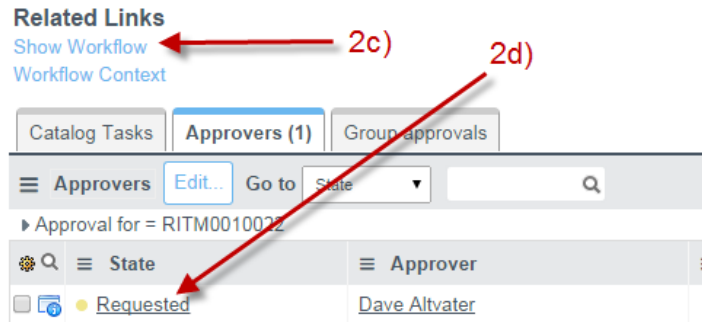 Related Links
Show Workflow 2c)
Workflow Context 2d)
Catalog Tasks Approvers (1) Group approvals
Approvers Edit... Go to State
Approval for = RITM0010022
State Approver
Requested Dave Altvater